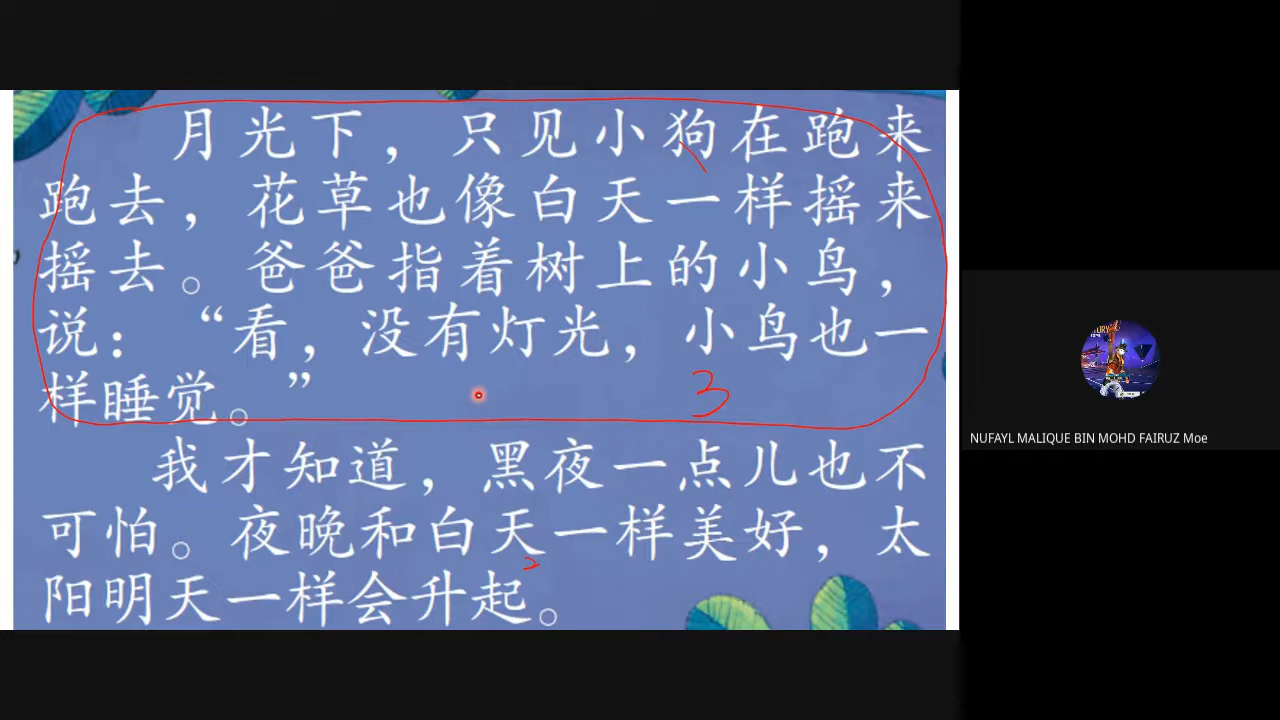 月光下，只见小狗在跑来
跑去，花草也像白天一样摇来
摇去。爸爸指着树上的小鸟，
说：“看，没有灯光，小鸟也一
样睡觉。”
3
我才知道，黑夜一点儿也不
可怕。夜晚和白天一样美好，太
2
阳明天一样会升起。
NUFAYL MALIQUE BIN MOHD FAIRUZ Moe